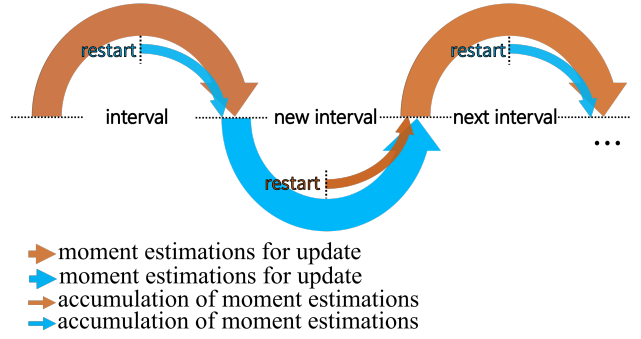 restart
restart
interval
new interval
next interval
...
restart
moment estimations for update
moment estimations for update
accumulation of moment estimations
accumulation of moment estimations